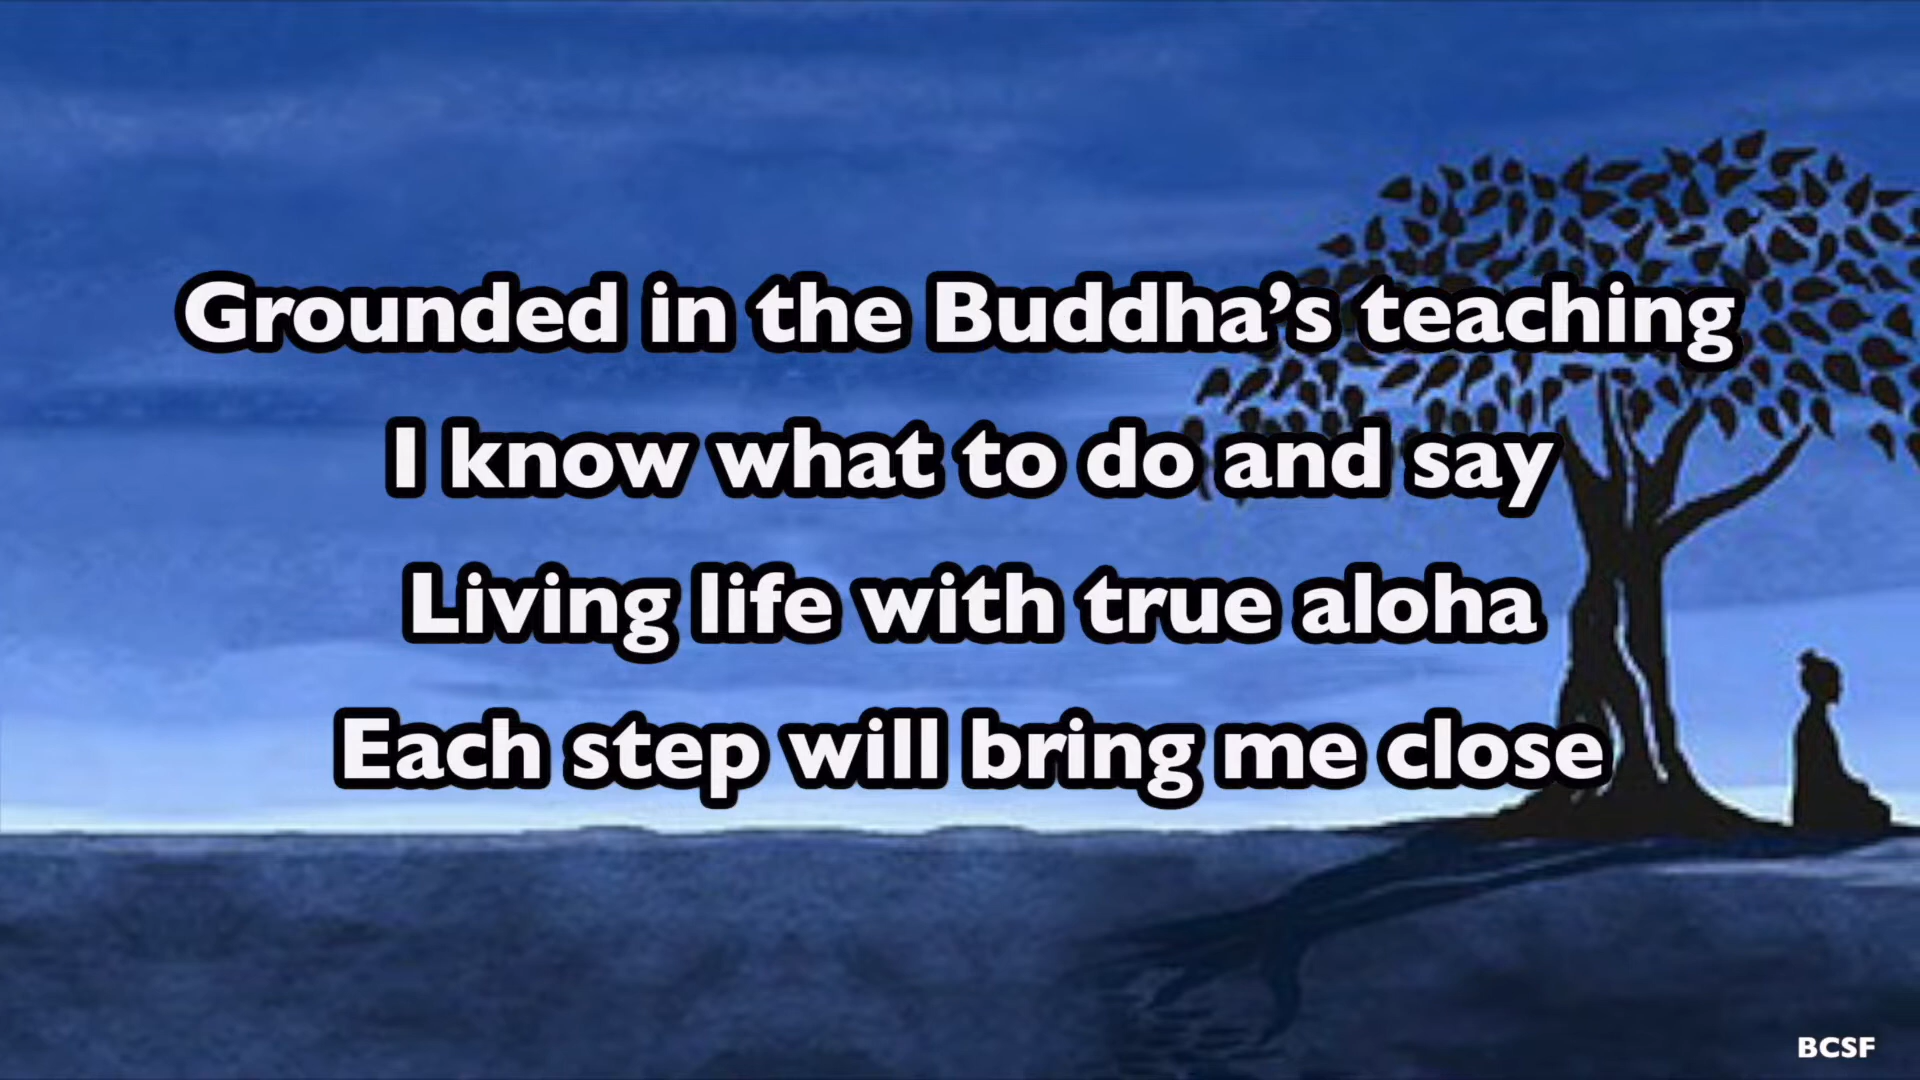 Grounded in the Buddha’s teaching
I know what to do and say
Living life with true aloha
Each step will bring me close
BCSF